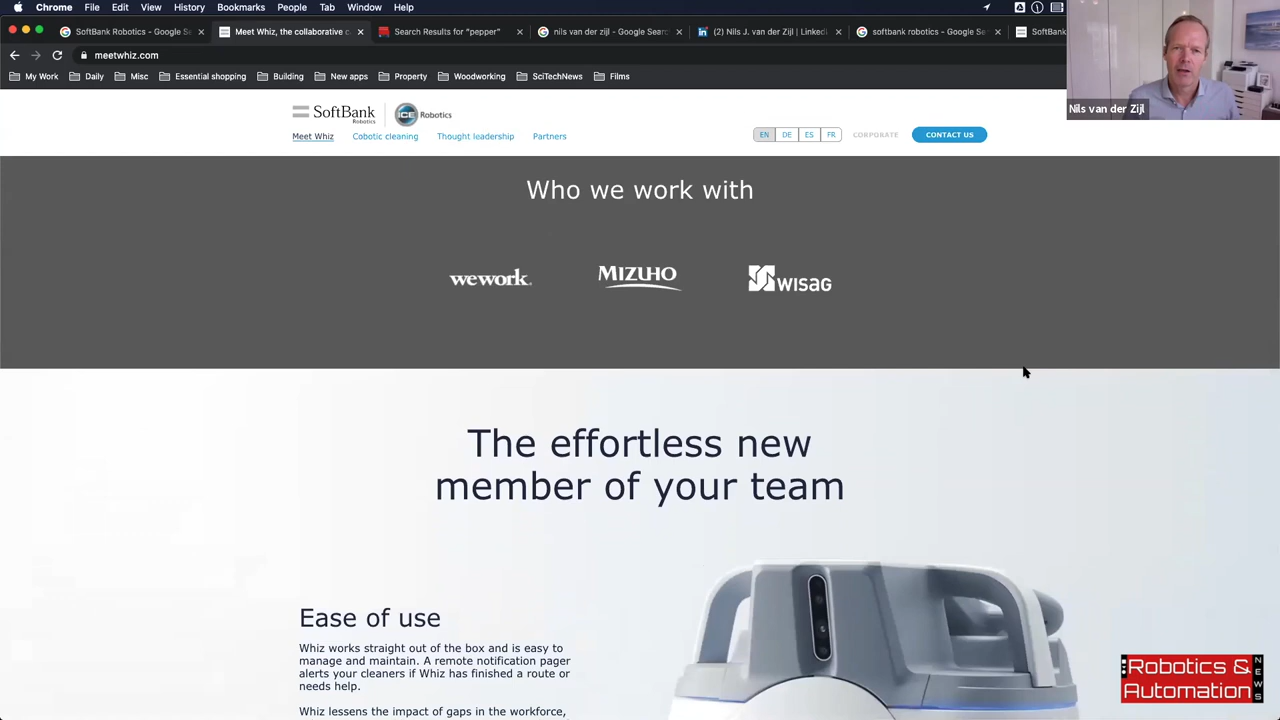 Chrome File Edit View History Bookmarks People Tab Window Help
SoftBank Robotics - Google Se
Meet Whiz, the collaborative c
Search Results for "pepper"
nils van der zijl - Google Sear
(2) Nils J. van der Zijl | LinkedI
softbank robotics - Google Se
SoftBank
meetwhiz.com
My Work Daily Misc Essential shopping Building New apps Property Woodworking SciTechNews Films
Nils van der Zijl
SoftBank Robotics
ICE Robotics
Meet Whiz Cobotic cleaning Thought leadership Partners
EN DE ES FR CORPORATE CONTACT US
Who we work with
wework. MIZUHO WISAG
The effortless new
member of your team
Ease of use
Whiz works straight out of the box and is easy to
manage and maintain. A remote notification pager
alerts your cleaners if Whiz has finished a route or
needs help.
Whiz lessens the impact of gaps in the workforce,
Robotics &
Automation
NEWS